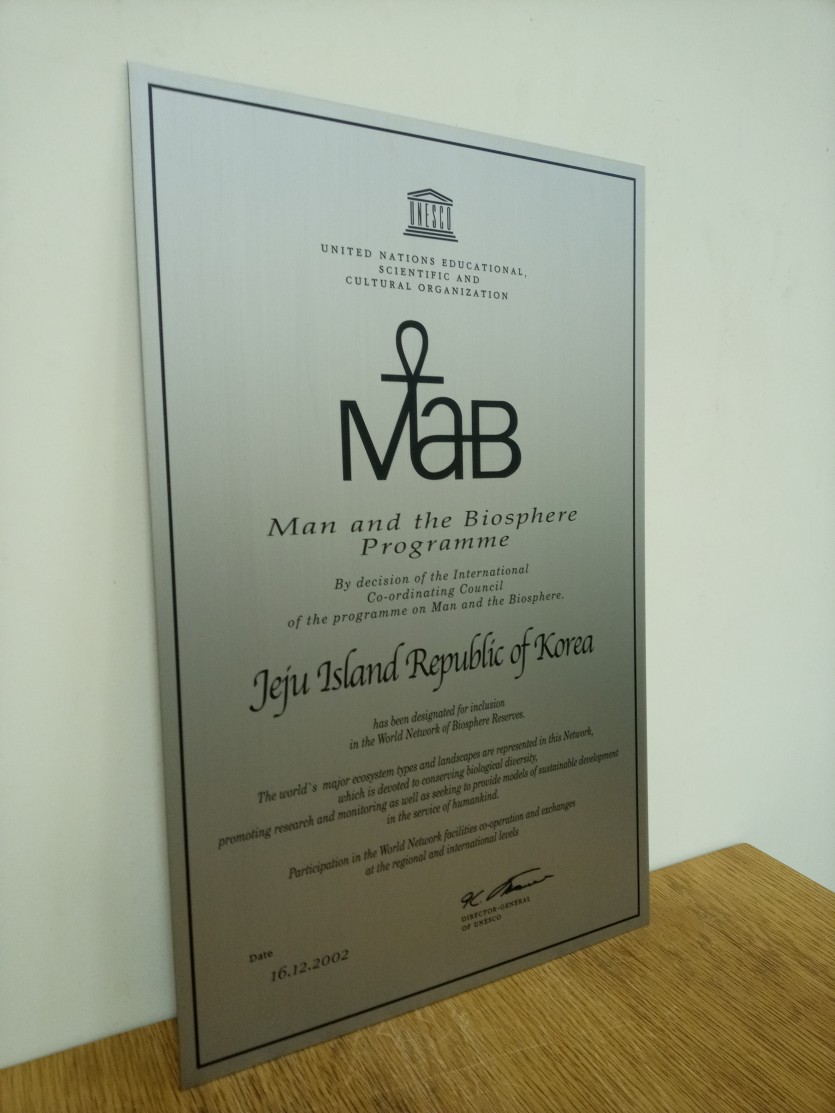 UNESCO
UNITED NATIONS EDUCATIONAL,
SCIENTIFIC AND
CULTURAL ORGANIZATION
MaB
Man and the Biosphere
Programme
By decision of the International
Co-ordinating Council
of the programme on Man and the Biosphere.
Jeju Island Republic of Korea
has been designated for inclusion
in the World Network of Biosphere Reserves.
The world`s major ecosystem types and landscapes are represented in this Network,
which is devoted to conserving biological diversity,
promoting research and monitoring as well as seeking to provide models of sustainable development
in the service of humankind.
Participation in the World Network facilities co-operation and exchanges
at the regional and international levels
DIRECTOR-GENERAL
OF UNESCO
Date
16.12.2002